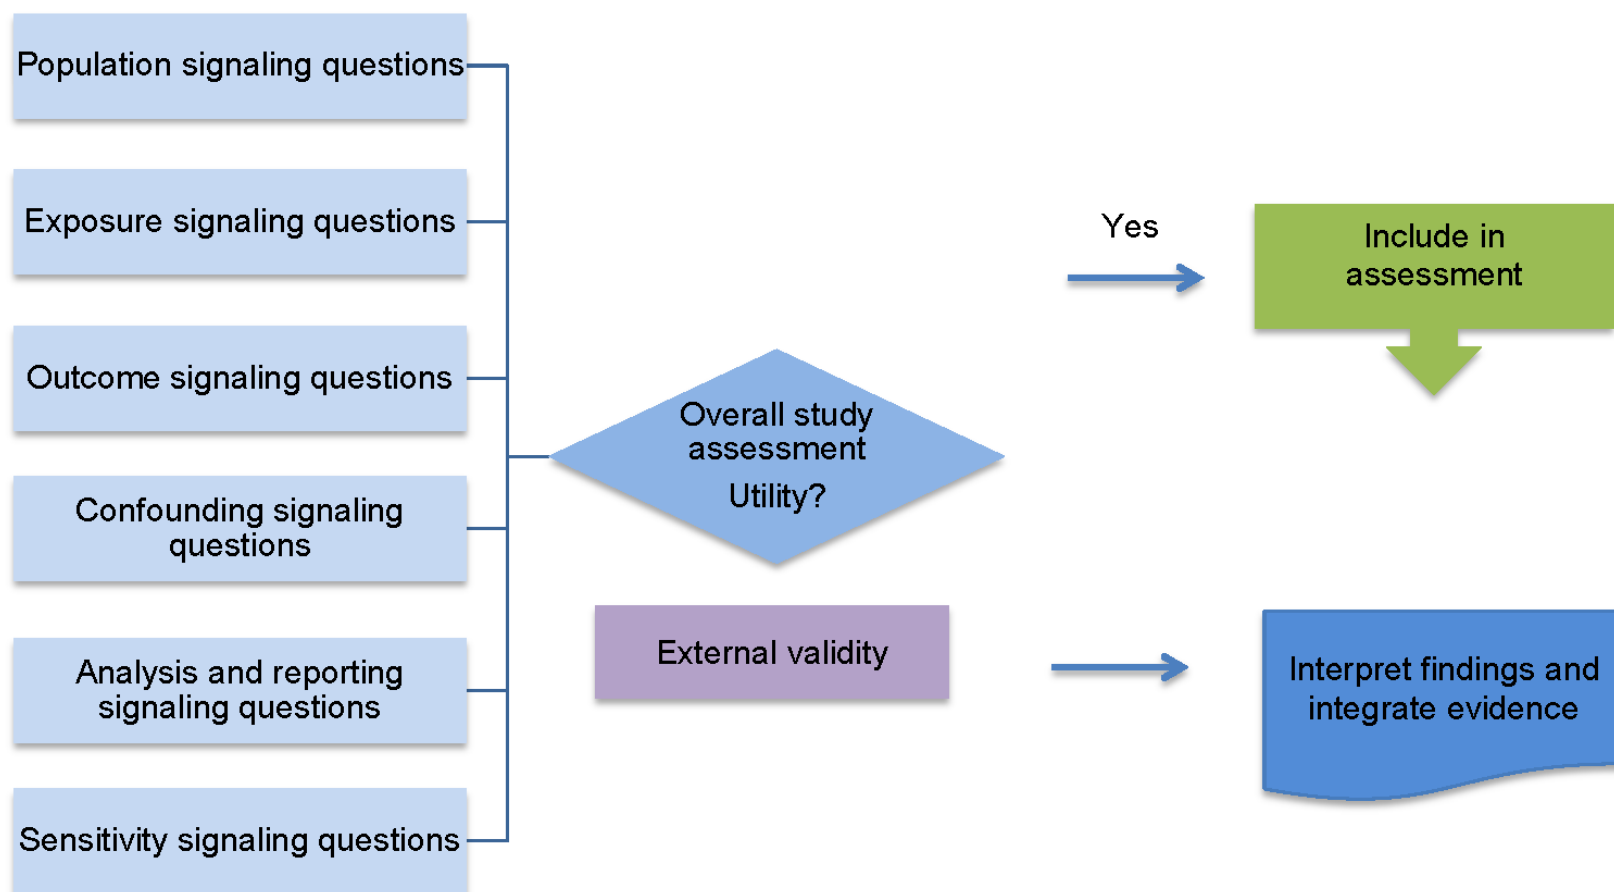 Population signaling questions
Exposure signaling questions
Outcome signaling questions
Confounding signaling
questions
Analysis and reporting
signaling questions
Sensitivity signaling questions
Overall study
assessment
Utility?
External validity
Yes
Include in
assessment
Interpret findings and
integrate evidence